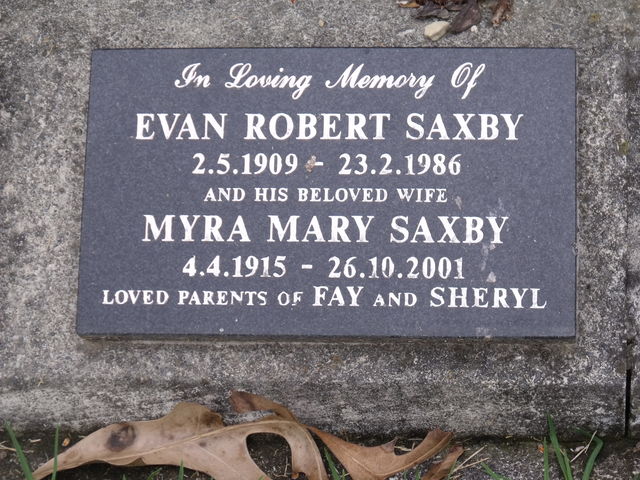 In Loving Memory Of
EVAN ROBERT SAXBY
2.5.1909 - 23.2.1986
AND HIS BELOVED WIFE
MYRA MARY SAXBY
4.4.1915 - 26.10.2001
LOVED PARENTS OF FAY AND SHERYL